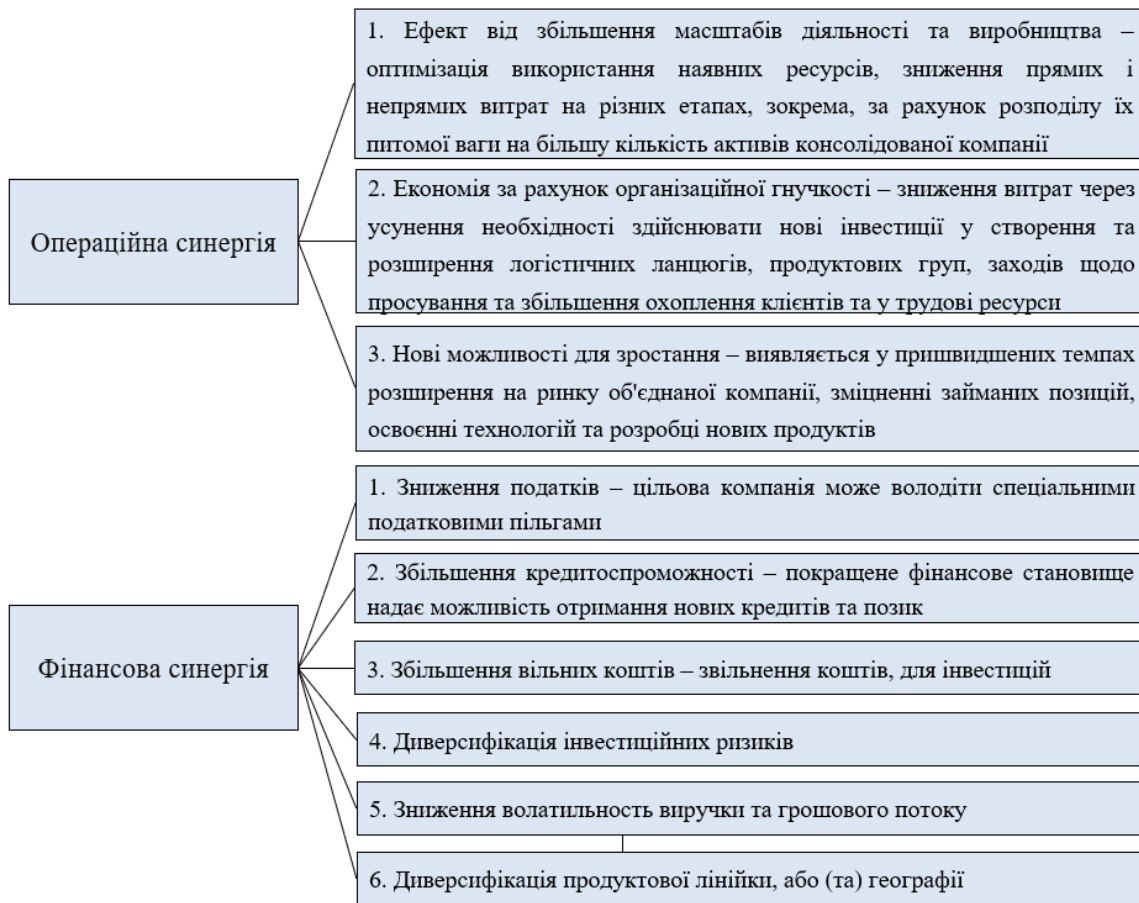 1. Ефект від збільшення масштабів діяльності та виробництва –
оптимізація використання наявних ресурсів, зниження прямих і
непрямих витрат на різних етапах, зокрема, за рахунок розподілу їх
питомої ваги на більшу кількість активів консолідованої компанії
Операційна синергія
2. Економія за рахунок організаційної гнучкості – зниження витрат через
усунення необхідності здійснювати нові інвестиції у створення та
розширення логістичних ланцюгів, продуктових груп, заходів щодо
просування та збільшення охоплення клієнтів та у трудові ресурси
3. Нові можливості для зростання – виявляється у пришвидшених темпах
розширення на ринку об'єднаної компанії, зміцненні займаних позицій,
освоєнні технологій та розробці нових продуктів
1. Зниження податків – цільова компанія може володіти спеціальними
податковими пільгами
2. Збільшення кредитоспроможності – покращене фінансове становище
надає можливість отримання нових кредитів та позик
Фінансова синергія
3. Збільшення вільних коштів – звільнення коштів, для інвестицій
4. Диверсифікація інвестиційних ризиків
5. Зниження волатильность виручки та грошового потоку
6. Диверсифікація продуктової лінійки, або (та) географії